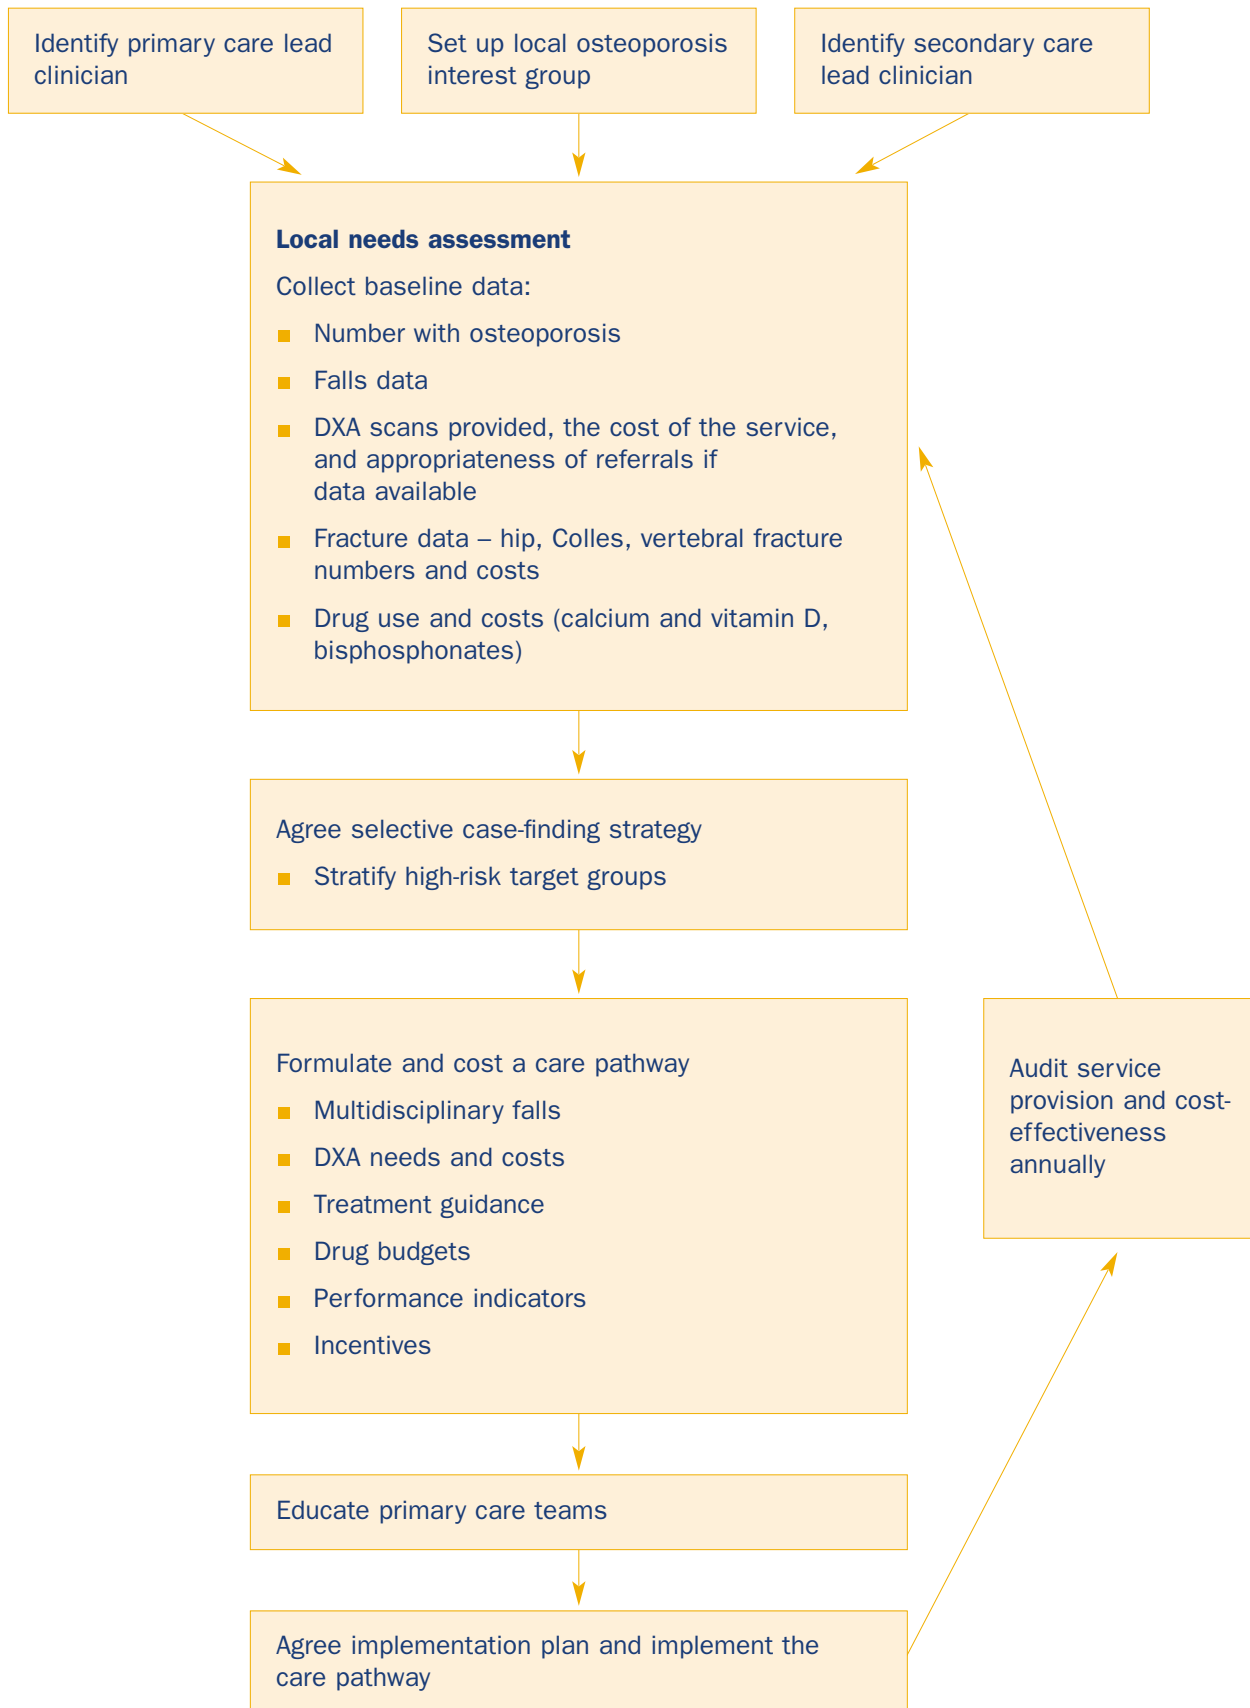 Identify primary care lead
clinician
Set up local osteoporosis
interest group
Identify secondary care
lead clinician
Local needs assessment
Collect baseline data:
Number with osteoporosis
Falls data
DXA scans provided, the cost of the service,
and appropriateness of referrals if
data available
Fracture data – hip, Colles, vertebral fracture
numbers and costs
Drug use and costs (calcium and vitamin D,
bisphosphonates)
Agree selective case-finding strategy
Stratify high-risk target groups
Formulate and cost a care pathway
Multidisciplinary falls
DXA needs and costs
Treatment guidance
Drug budgets
Performance indicators
Incentives
Audit service
provision and cost-
effectiveness
annually
Educate primary care teams
Agree implementation plan and implement the
care pathway